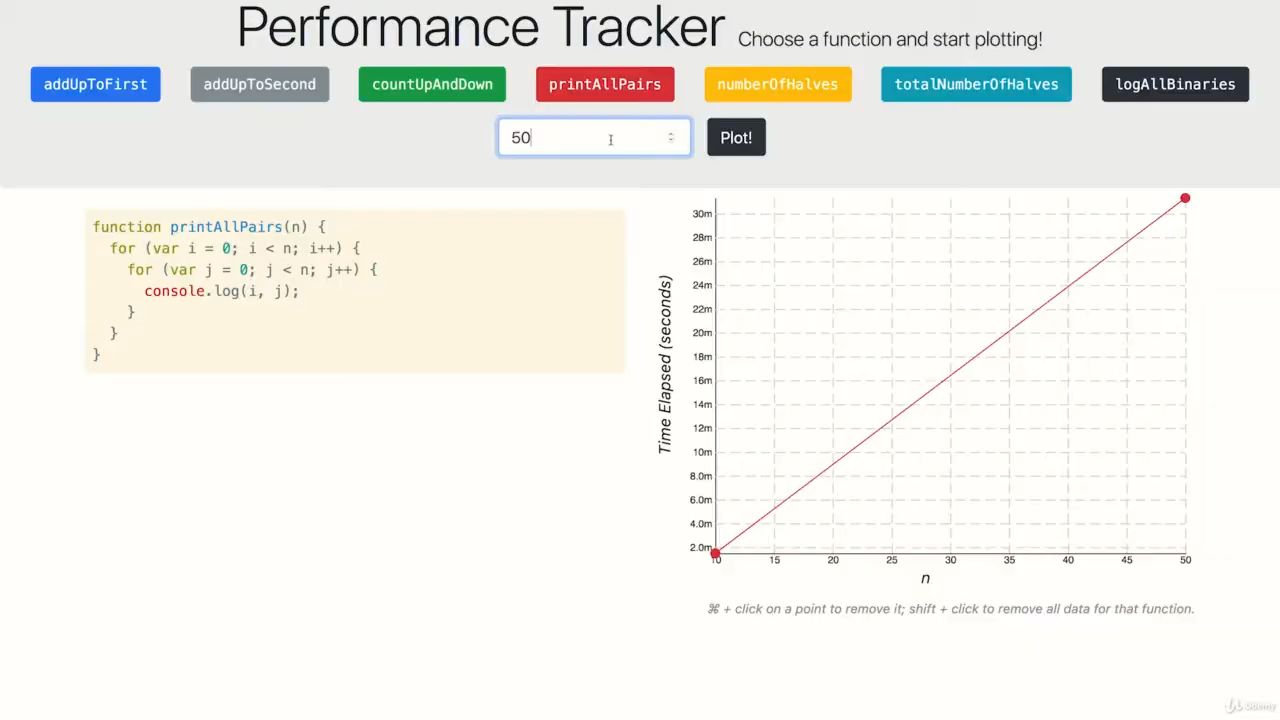 Performance Tracker Choose a function and start plotting!
addUpToFirst addUpToSecond countUpAndDown printAllPairs numberOfHalves totalNumberOfHalves logAllBinaries
50 Plot!
function printAllPairs(n) {
for (var i = 0; i < n; i++) {
for (var j = 0; j < n; j++) {
console.log(i, j);
}
}
}
Time Elapsed (seconds)
30m
28m
26m
24m
22m
20m
18m
16m
14m
12m
10m
8.0m
6.0m
4.0m
2.0m
10 15 20 25 30 35 40 45 50
n
⌘ + click on a point to remove it; shift + click to remove all data for that function.
Udemy